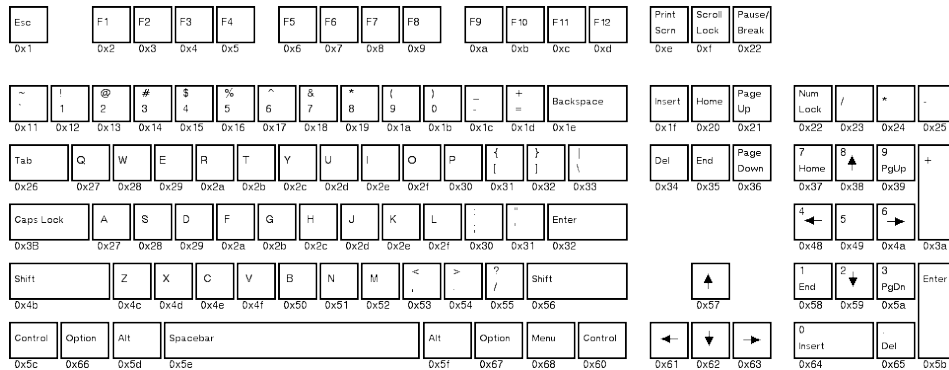 Esc F1 F2 F3 F4 F5 F6 F7 F8 F9 F10 F11 F12 Print Scrn Scroll Lock Pause/ Break
0x1 0x2 0x3 0x4 0x5 0x6 0x7 0x8 0x9 0xa 0xb 0xc 0xd 0xe 0xf 0x22
~ ! @ # $ % ^ & * ( ) _ + Page Num
` 1 2 3 4 5 6 7 8 9 0 - = Backspace Insert Home Up Lock / * -
0x11 0x12 0x13 0x14 0x15 0x16 0x17 0x18 0x19 0x1a 0x1b 0x1c 0x1d 0x1e 0x1f 0x20 0x21 0x22 0x23 0x24 0x25
{ } | Page 7 8 9
Tab Q W E R T Y U I O P [ ] \ Del End Down Home PgUp +
0x26 0x27 0x28 0x29 0x2a 0x2b 0x2c 0x2d 0x2e 0x2f 0x30 0x31 0x32 0x33 0x34 0x35 0x36 0x37 0x38 0x39
: " 4 5 6
Caps Lock A S D F G H J K L ; ' Enter
0x3B 0x27 0x28 0x29 0x2a 0x2b 0x2c 0x2d 0x2e 0x2f 0x30 0x31 0x32 0x48 0x49 0x4a 0x3a
< > ? 1 2 3
Shift Z X C V B N M , . / Shift End PgDn Enter
0x4b 0x4c 0x4d 0x4e 0x4f 0x50 0x51 0x52 0x53 0x54 0x55 0x56 0x57 0x58 0x59 0x5a
0 .
Control Option Alt Spacebar Alt Option Menu Control Insert Del
0x5c 0x66 0x5d 0x5e 0x5f 0x67 0x68 0x60 0x61 0x62 0x63 0x64 0x65 0x5b